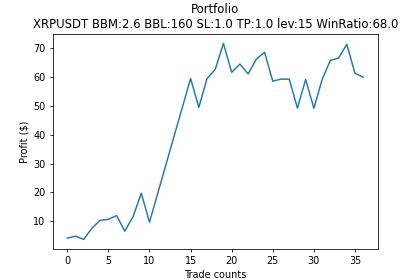 Portfolio
XRPUSDT BBM:2.6 BBL:160 SL:1.0 TP:1.0 lev:15 WinRatio:68.0
70
60
50
40
30
20
10
Profit ($)
0 5 10 15 20 25 30 35
Trade counts